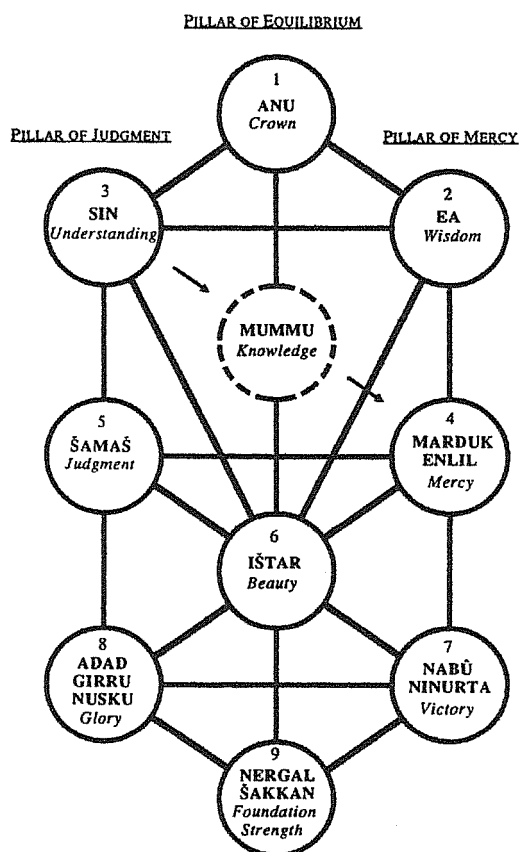 PILLAR OF EQUILIBRIUM
1
ANU
Crown
PILLAR OF JUDGMENT
PILLAR OF MERCY
3
SIN
Understanding
2
EA
Wisdom
MUMMU
Knowledge
5
ŠAMAŠ
Judgment
4
MARDUK
ENLIL
Mercy
6
IŠTAR
Beauty
8
ADAD
GIRRU
NUSKU
Glory
7
NABÛ
NINURTA
Victory
9
NERGAL
ŠAKKAN
Foundation
Strength